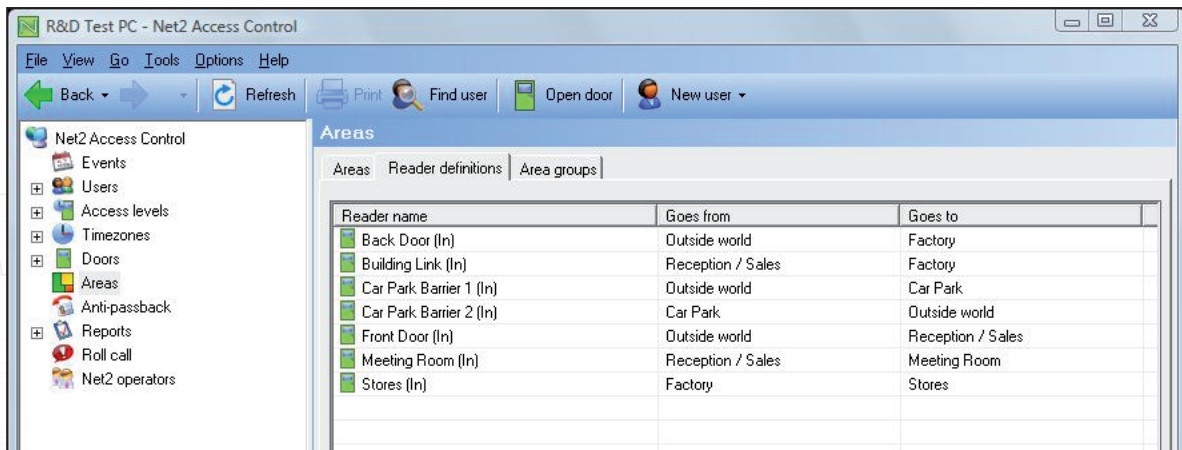 R&D Test PC - Net2 Access Control
File View Go Tools Options Help
Back Refresh Print Find user Open door New user
Net2 Access Control
Events
Users
Access levels
Timezones
Doors
Areas
Anti-passback
Reports
Roll call
Net2 operators
Areas
Areas Reader definitions Area groups
Reader name Goes from Goes to
Back Door (In) Outside world Factory
Building Link (In) Reception / Sales Factory
Car Park Barrier 1 (In) Outside world Car Park
Car Park Barrier 2 (In) Car Park Outside world
Front Door (In) Outside world Reception / Sales
Meeting Room (In) Reception / Sales Meeting Room
Stores (In) Factory Stores